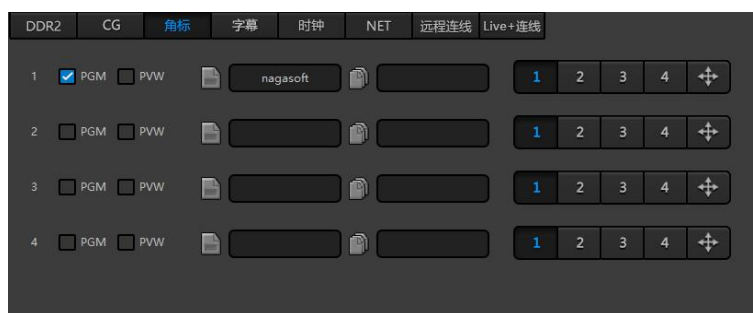 DDR2 CG 角标 字幕 时钟 NET 远程连线 Live+连线
1 PGM PVW nagasoft 1 2 3 4
2 PGM PVW 1 2 3 4
3 PGM PVW 1 2 3 4
4 PGM PVW 1 2 3 4